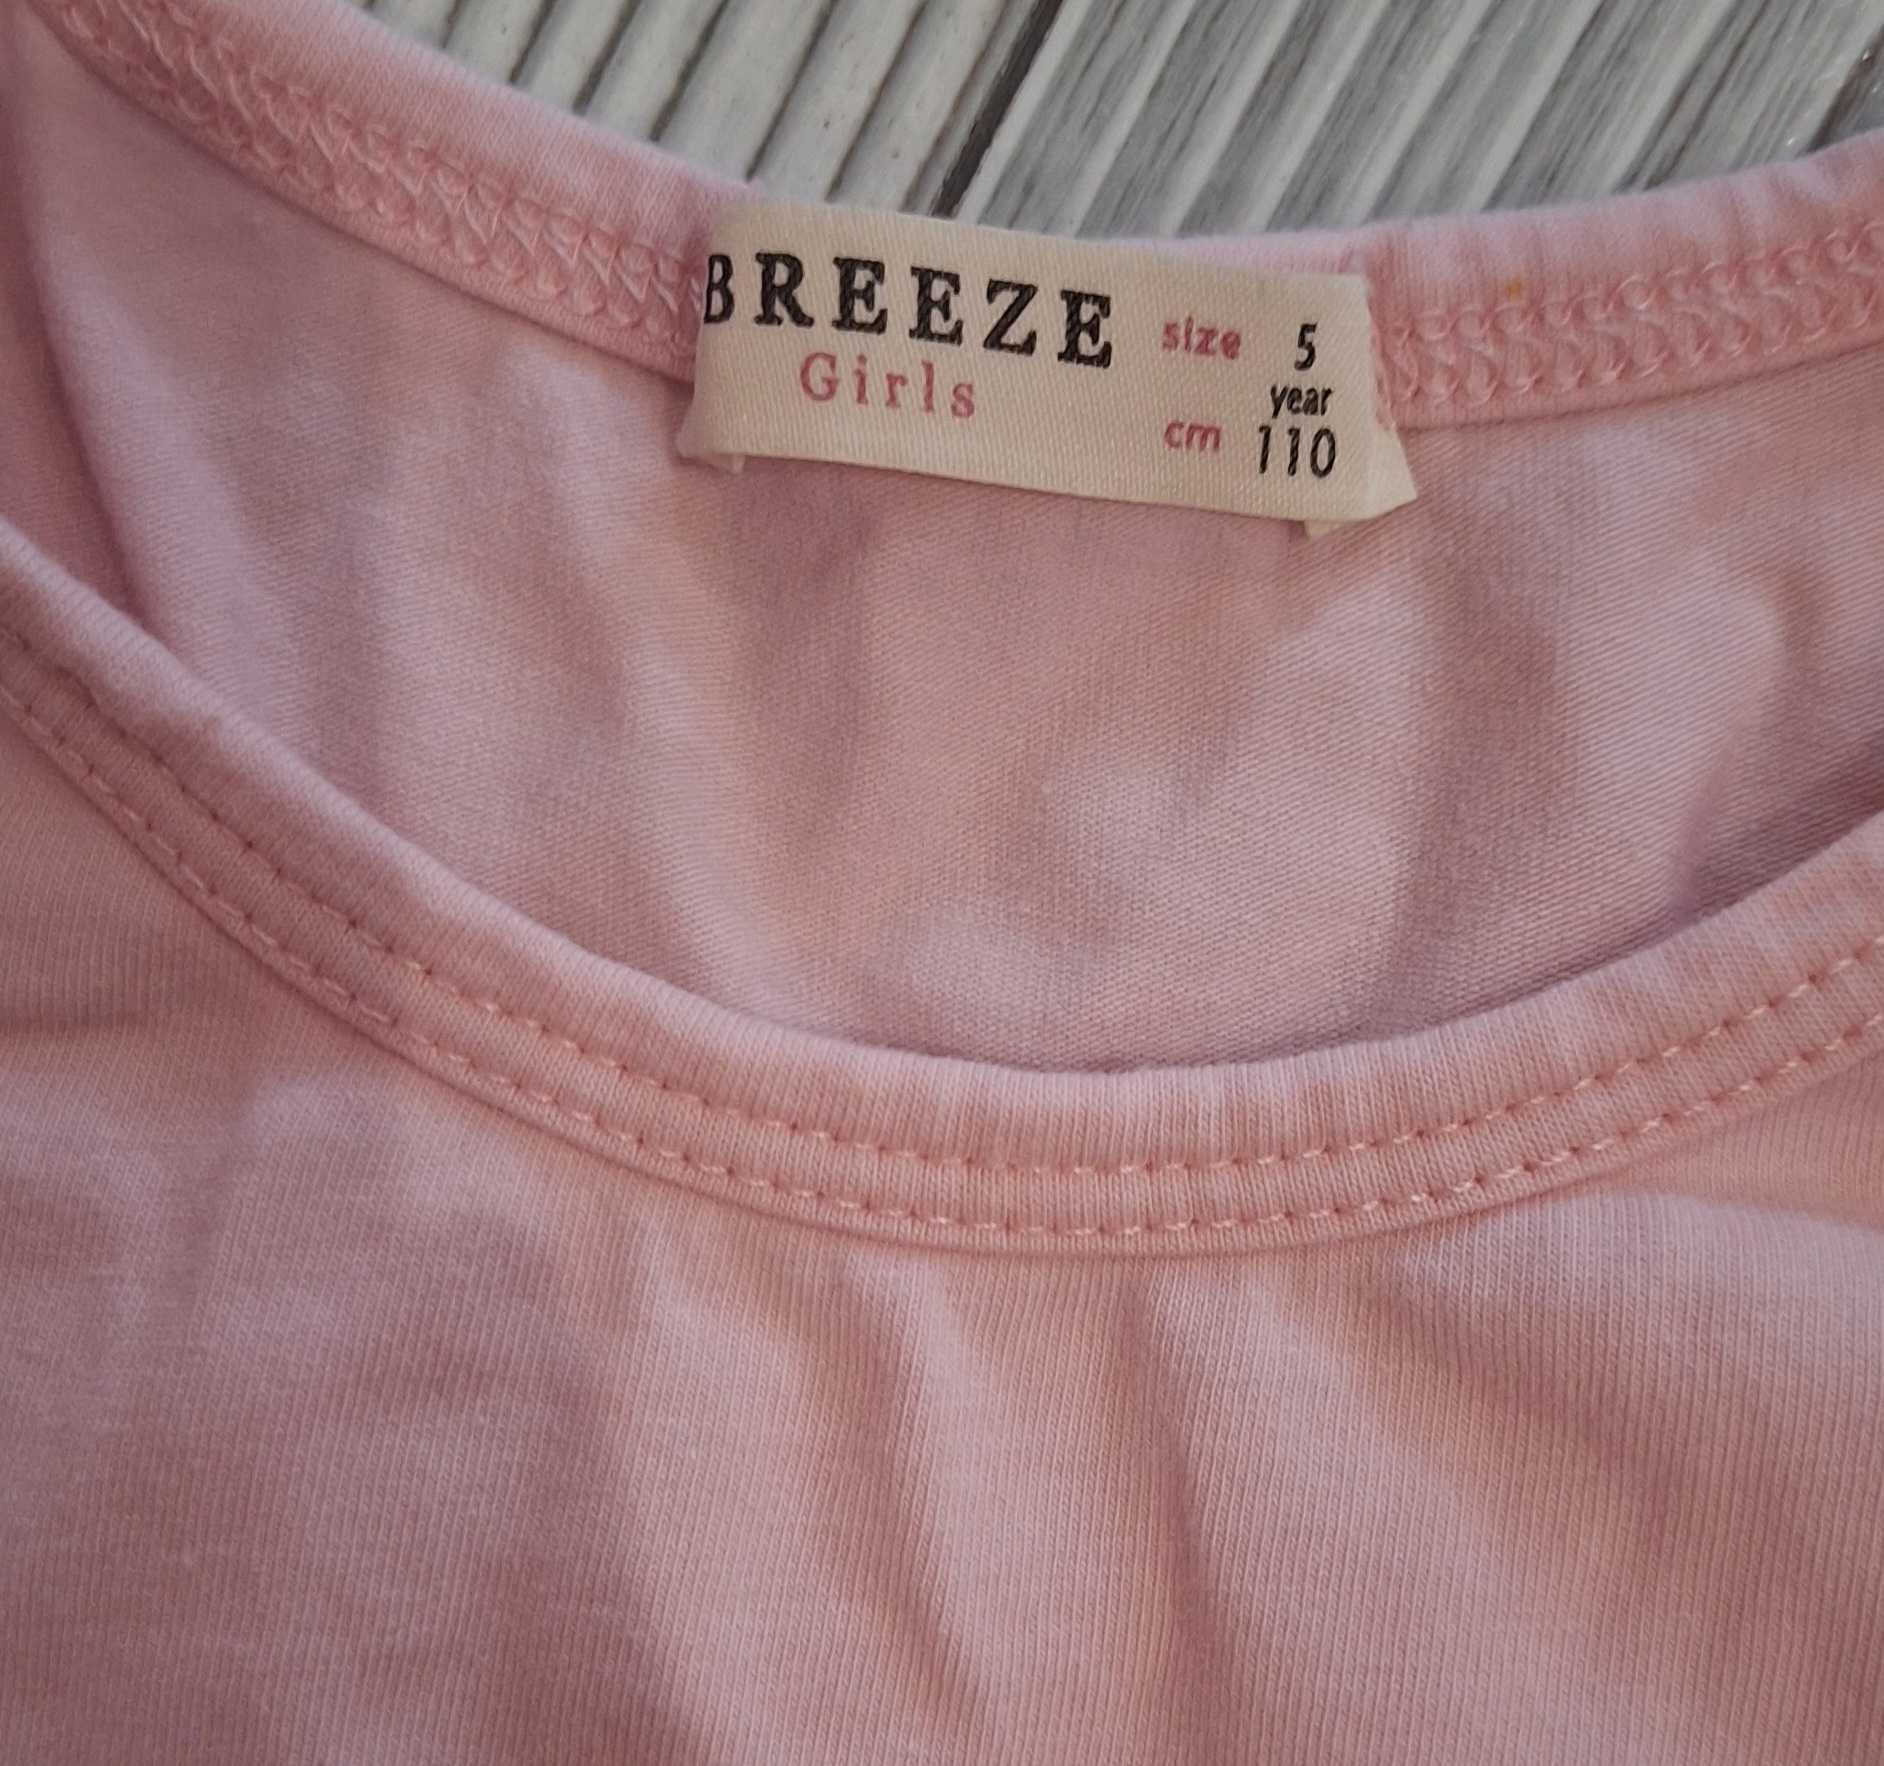 BREEZE
Girls
size 5
year
cm 110